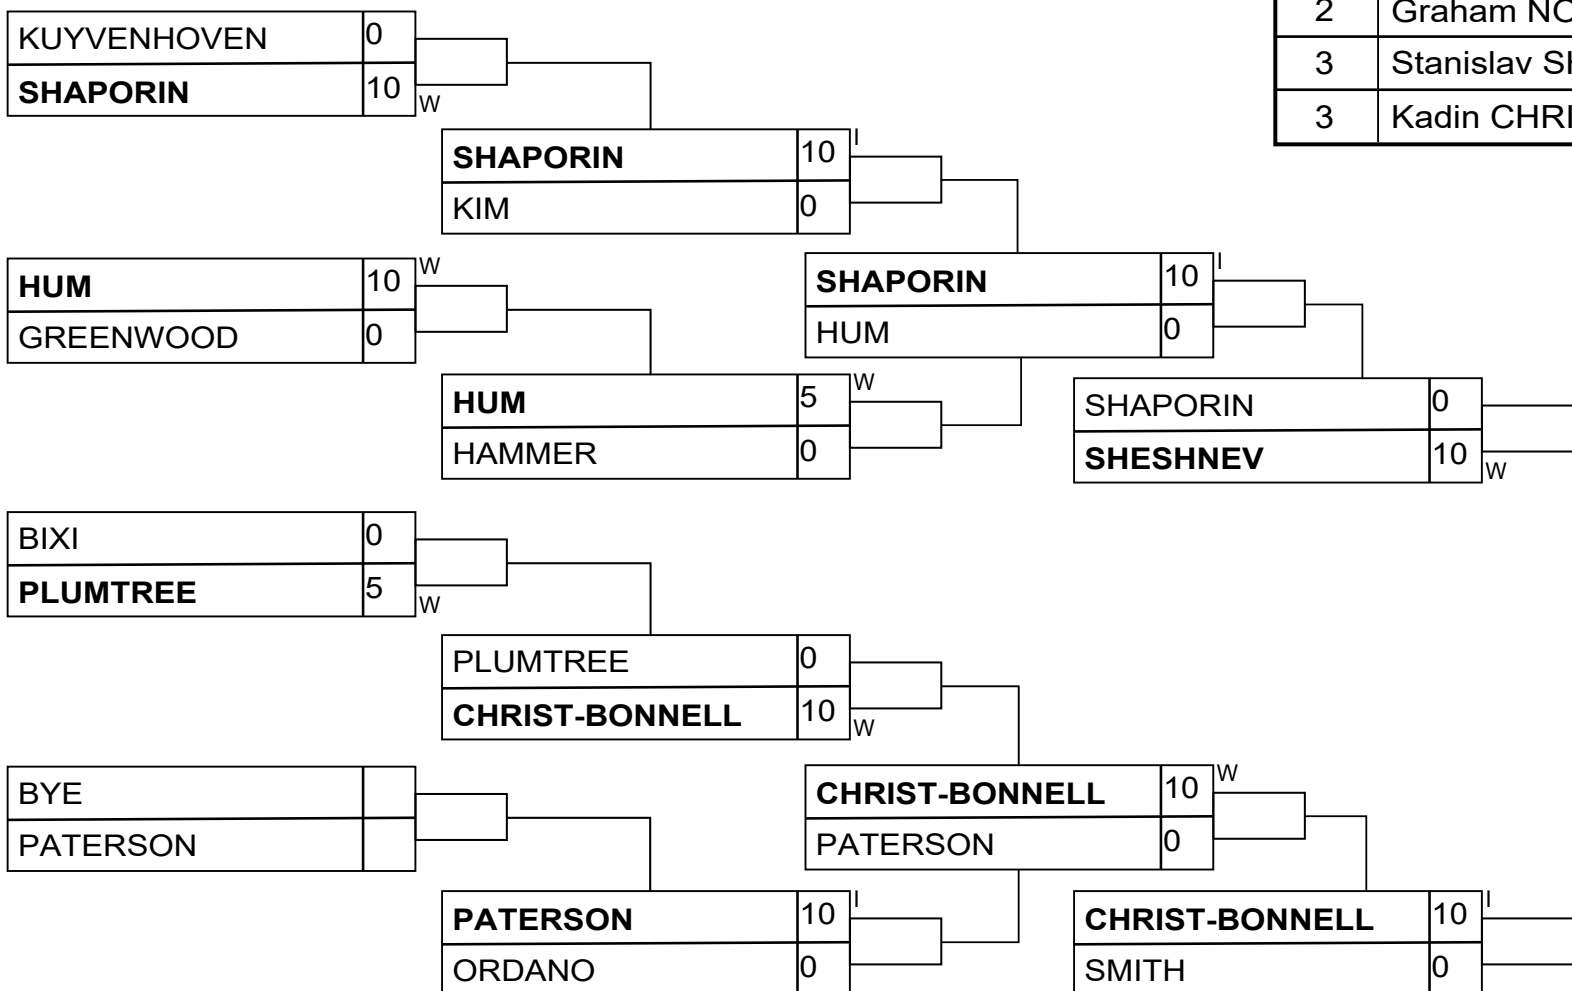 2 Graham NO
3 Stanislav SH
3 Kadin CHRI
KUYVENHOVEN 0
SHAPORIN 10 W
SHAPORIN 10 I
KIM 0
HUM 10 W
GREENWOOD 0
HUM 5 W
HAMMER 0
SHAPORIN 10 I
HUM 0
SHAPORIN 0
SHESHNEV 10 W
BIXI 0
PLUMTREE 5 W
PLUMTREE 0
CHRIST-BONNELL 10 W
BYE
PATERSON
PATERSON 10 I
ORDANO 0
CHRIST-BONNELL 10 W
PATERSON 0
CHRIST-BONNELL 10 I
SMITH 0